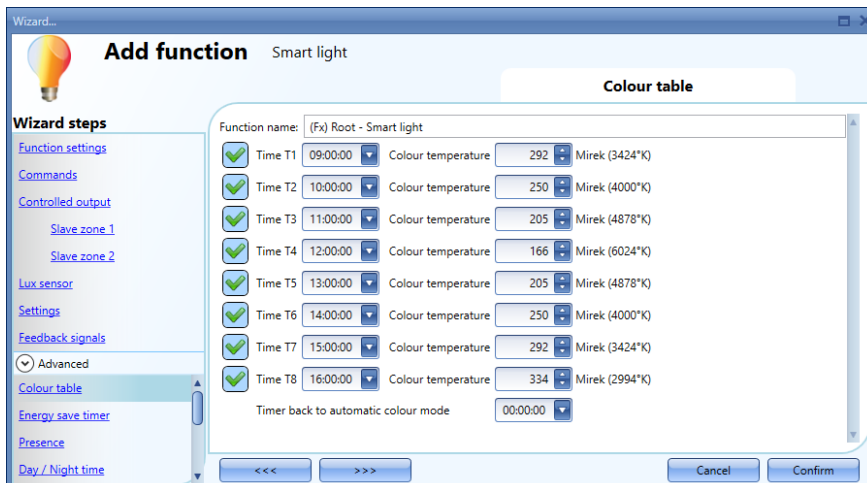 Wizard...
Add function Smart light
Colour table
Wizard steps
Function settings
Commands
Controlled output
Slave zone 1
Slave zone 2
Lux sensor
Settings
Feedback signals
Advanced
Colour table
Energy save timer
Presence
Day / Night time
Function name: (Fx) Root - Smart light
Time T1 09:00:00 Colour temperature 292 Mirek (3424°K)
Time T2 10:00:00 Colour temperature 250 Mirek (4000°K)
Time T3 11:00:00 Colour temperature 205 Mirek (4878°K)
Time T4 12:00:00 Colour temperature 166 Mirek (6024°K)
Time T5 13:00:00 Colour temperature 205 Mirek (4878°K)
Time T6 14:00:00 Colour temperature 250 Mirek (4000°K)
Time T7 15:00:00 Colour temperature 292 Mirek (3424°K)
Time T8 16:00:00 Colour temperature 334 Mirek (2994°K)
Timer back to automatic colour mode 00:00:00
<<< >>> Cancel Confirm